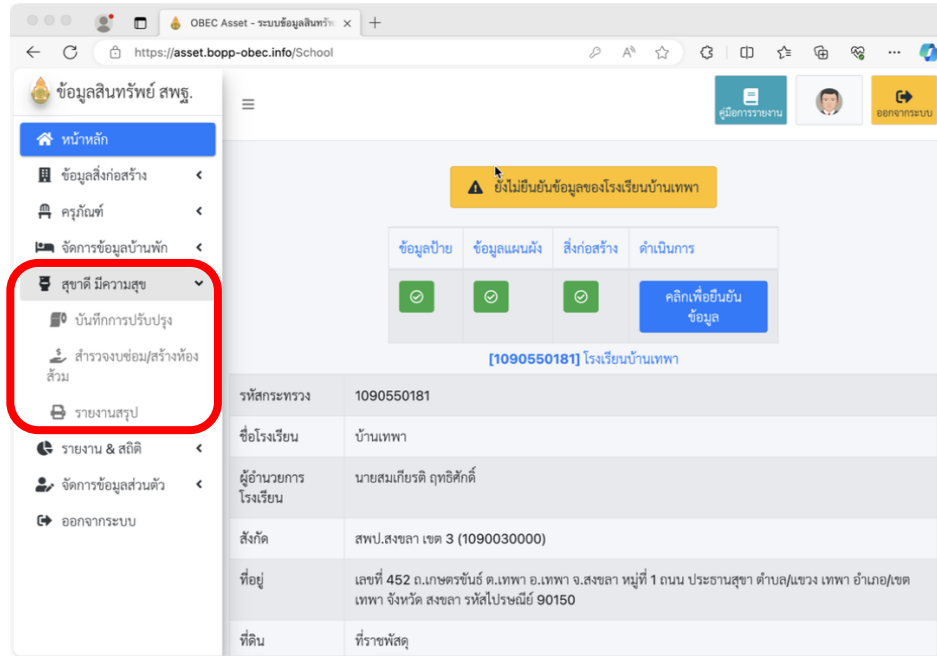 OBEC Asset - ระบบข้อมูลสินทรัพ
https://asset.bopp-obec.info/School
ข้อมูลสินทรัพย์ สพฐ.
คู่มือการรายงาน
ออกจากระบบ
หน้าหลัก
ข้อมูลสิ่งก่อสร้าง
ครุภัณฑ์
จัดการข้อมูลบ้านพัก
สุขาดี มีความสุข
บันทึกการปรับปรุง
สำรวจงบซ่อม/สร้างห้อง
ส้วม
รายงานสรุป
รายงาน & สถิติ
จัดการข้อมูลส่วนตัว
ออกจากระบบ
ยังไม่ยืนยันข้อมูลของโรงเรียนบ้านเทพา
ข้อมูลป้าย ข้อมูลแผนผัง สิ่งก่อสร้าง ดำเนินการ
คลิกเพื่อยืนยัน
ข้อมูล
[1090550181] โรงเรียนบ้านเทพา
รหัสกระทรวง 1090550181
ชื่อโรงเรียน บ้านเทพา
ผู้อำนวยการ นายสมเกียรติ ฤทธิศักดิ์
โรงเรียน
สังกัด สพป.สงขลา เขต 3 (1090030000)
ที่อยู่ เลขที่ 452 ถ.เกษตรขันธ์ ต.เทพา อ.เทพา จ.สงขลา หมู่ที่ 1 ถนน ประธานสุขา ตำบล/แขวง เทพา อำเภอ/เขต
เทพา จังหวัด สงขลา รหัสไปรษณีย์ 90150
ที่ดิน ที่ราชพัสดุ